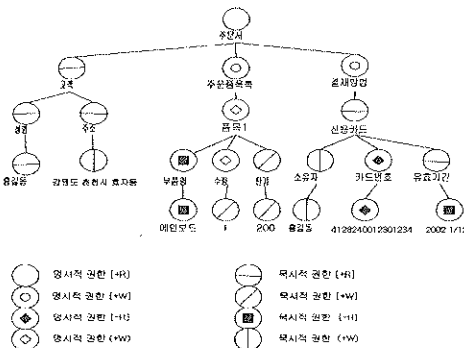 주문서
고객 주문품목록 결재방법
품목1 신용카드
성명 주소 부품명 수량 단가 소유자 카드번호 유효기간
홍길동 강원도 춘천시 효자동 메인보드 200 홍길동 4128240012301234 2002 1/12
명시적 권한 [+R] 묵시적 권한 [+R]
명시적 권한 [+W] 묵시적 권한 [+W]
명시적 권한 [-R] 묵시적 권한 [-R]
명시적 권한 (+W) 묵시적 권한 (+W)